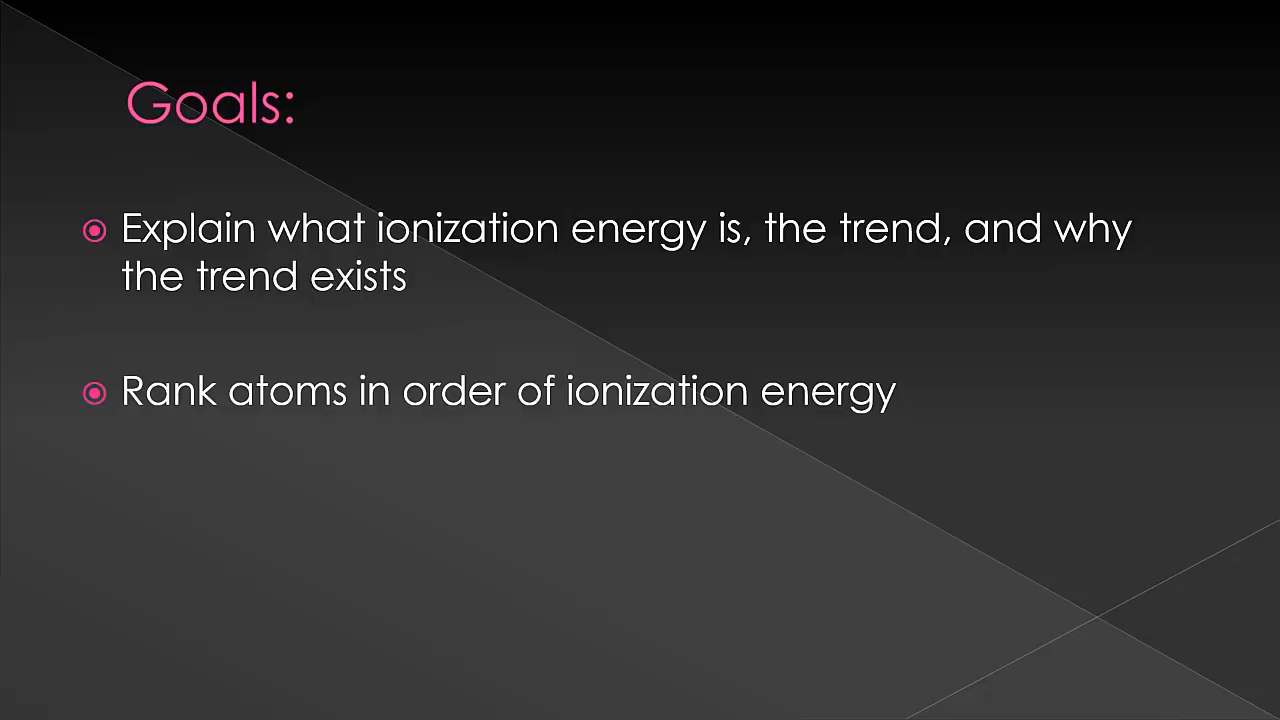 Goals:
Explain what ionization energy is, the trend, and why
the trend exists
Rank atoms in order of ionization energy